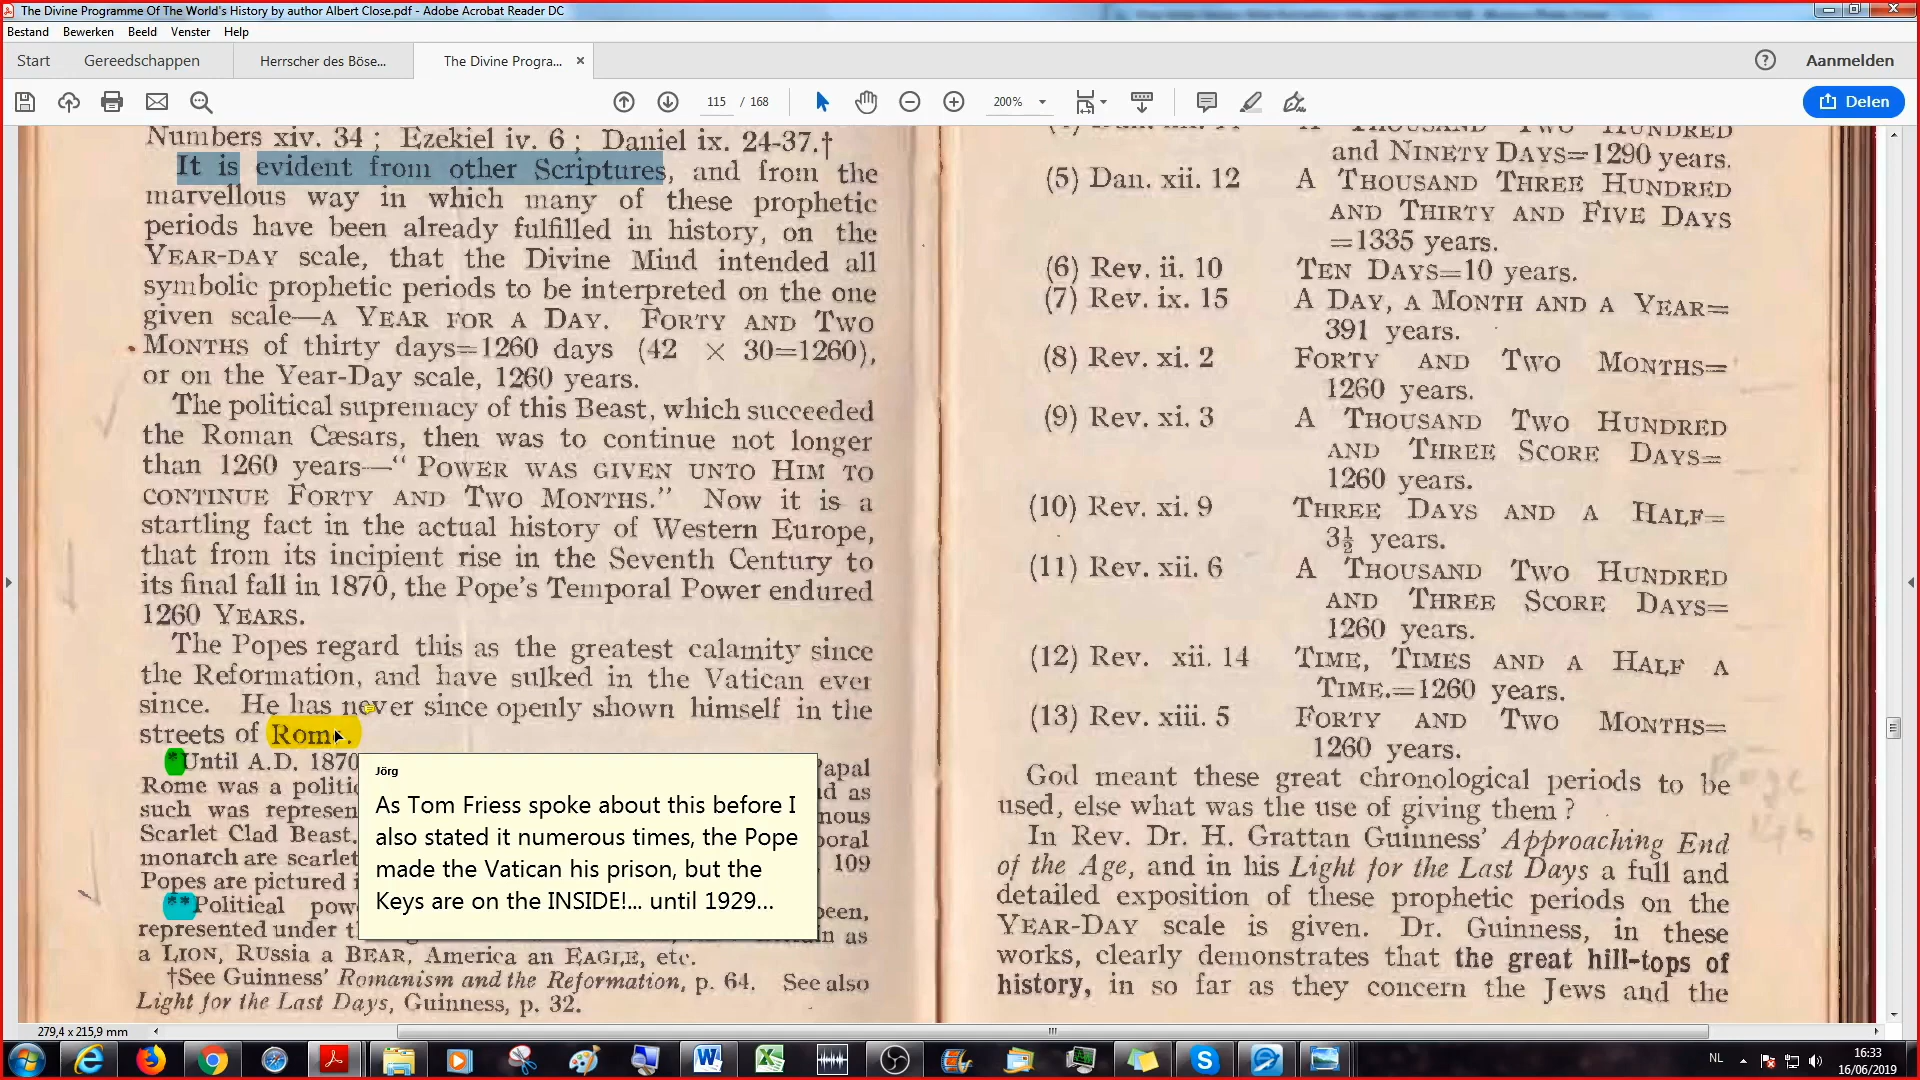 The Divine Programme Of The World's History by author Albert Close.pdf - Adobe Acrobat Reader DC
Bestand Bewerken Beeld Venster Help
Start Gereedschappen Herrscher des Böse... The Divine Progra... × Aanmelden
115 / 168 200% Delen
Numbers xiv. 34 ; Ezekiel iv. 6 ; Daniel ix. 24-37.†
It is evident from other Scriptures, and from the
marvellous way in which many of these prophetic
periods have been already fulfilled in history, on the
YEAR-DAY scale, that the Divine Mind intended all
symbolic prophetic periods to be interpreted on the one
given scale—A YEAR FOR A DAY. FORTY AND TWO
MONTHS of thirty days=1260 days (42 × 30=1260),
or on the Year-Day scale, 1260 years.
The political supremacy of this Beast, which succeeded
the Roman Cæsars, then was to continue not longer
than 1260 years—" POWER WAS GIVEN UNTO HIM TO
CONTINUE FORTY AND TWO MONTHS." Now it is a
startling fact in the actual history of Western Europe,
that from its incipient rise in the Seventh Century to
its final fall in 1870, the Pope's Temporal Power endured
1260 YEARS.
The Popes regard this as the greatest calamity since
the Reformation, and have sulked in the Vatican ever
since. He has never since openly shown himself in the
streets of Rome.
*Until A.D. 1870 Papal
Rome was a politi d as
such was represen nous
Scarlet Clad Beast. poral
monarch are scarlet 109
Popes are pictured i
**Political pow been,
represented under t n as
a LION, RUSSIA a BEAR, America an EAGLE, etc.
†See Guinness' Romanism and the Reformation, p. 64. See also
Light for the Last Days, Guinness, p. 32.
Jörg
As Tom Friess spoke about this before I
also stated it numerous times, the Pope
made the Vatican his prison, but the
Keys are on the INSIDE!... until 1929...
A THOUSAND TWO HUNDRED
and NINETY DAYS=1290 years.
(5) Dan. xii. 12 A THOUSAND THREE HUNDRED
AND THIRTY AND FIVE DAYS
=1335 years.
(6) Rev. ii. 10 TEN DAYS=10 years.
(7) Rev. ix. 15 A DAY, A MONTH AND A YEAR=
391 years.
(8) Rev. xi. 2 FORTY AND TWO MONTHS=
1260 years.
(9) Rev. xi. 3 A THOUSAND TWO HUNDRED
AND THREE SCORE DAYS=
1260 years.
(10) Rev. xi. 9 THREE DAYS AND A HALF=
3½ years.
(11) Rev. xii. 6 A THOUSAND TWO HUNDRED
AND THREE SCORE DAYS=
1260 years.
(12) Rev. xii. 14 TIME, TIMES AND A HALF A
TIME.=1260 years.
(13) Rev. xiii. 5 FORTY AND TWO MONTHS=
1260 years.
God meant these great chronological periods to be
used, else what was the use of giving them ?
In Rev. Dr. H. Grattan Guinness' Approaching End
of the Age, and in his Light for the Last Days a full and
detailed exposition of these prophetic periods on the
YEAR-DAY scale is given. Dr. Guinness, in these
works, clearly demonstrates that the great hill-tops of
history, in so far as they concern the Jews and the
279,4 x 215,9 mm
NL 16:33
16/06/2019